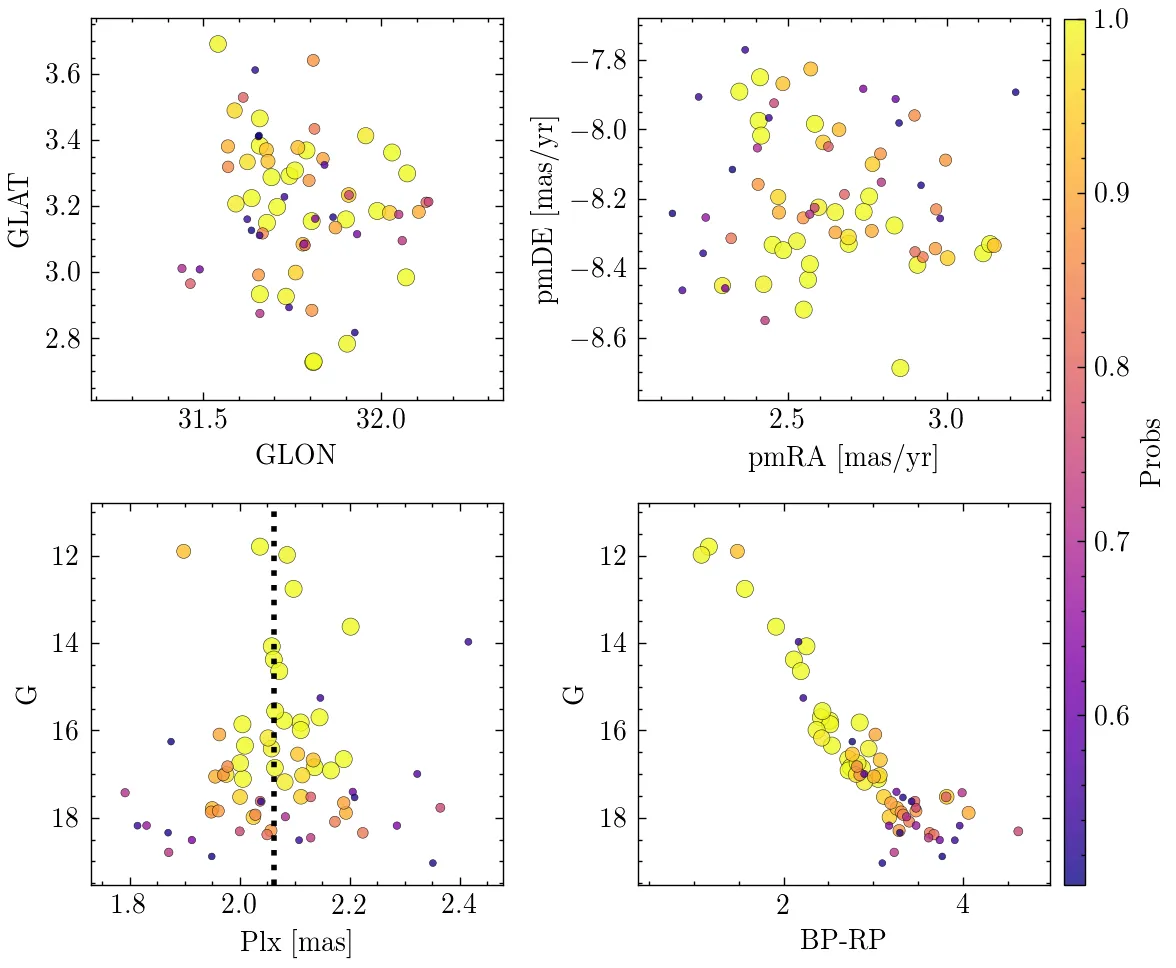 3.6
3.4
3.2
3.0
2.8
GLAT
31.5 32.0
GLON
−7.8
−8.0
−8.2
−8.4
−8.6
pmDE [mas/yr]
2.5 3.0
pmRA [mas/yr]
12
14
16
18
G
1.8 2.0 2.2 2.4
Plx [mas]
12
14
16
18
G
2 4
BP-RP
1.0
0.9
0.8
0.7
0.6
Probs